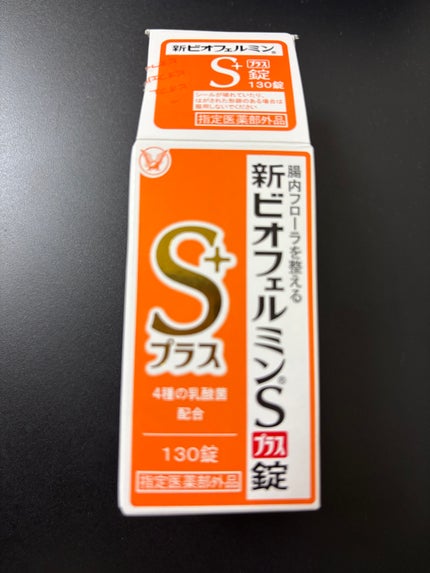 新ビオフェルミン®
S+
プラス
錠
130錠
シールが破れていたり、
はがされた形跡のある場合は
使用しないでください。
指定医薬部外品
腸内フローラを整える
新ビオフェルミン®Sプラス錠
S+
プラス
4種の乳酸菌
配合
130錠
指定医薬部外品